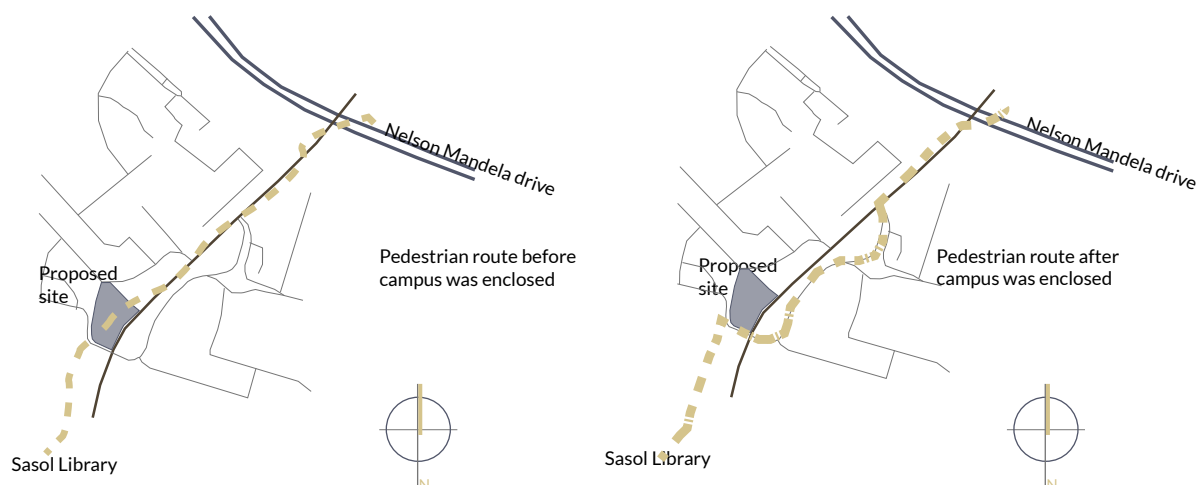 Nelson Mandela drive
Pedestrian route before
campus was enclosed
Proposed
site
Sasol Library
N
Nelson Mandela drive
Pedestrian route after
campus was enclosed
Proposed
site
Sasol Library
N